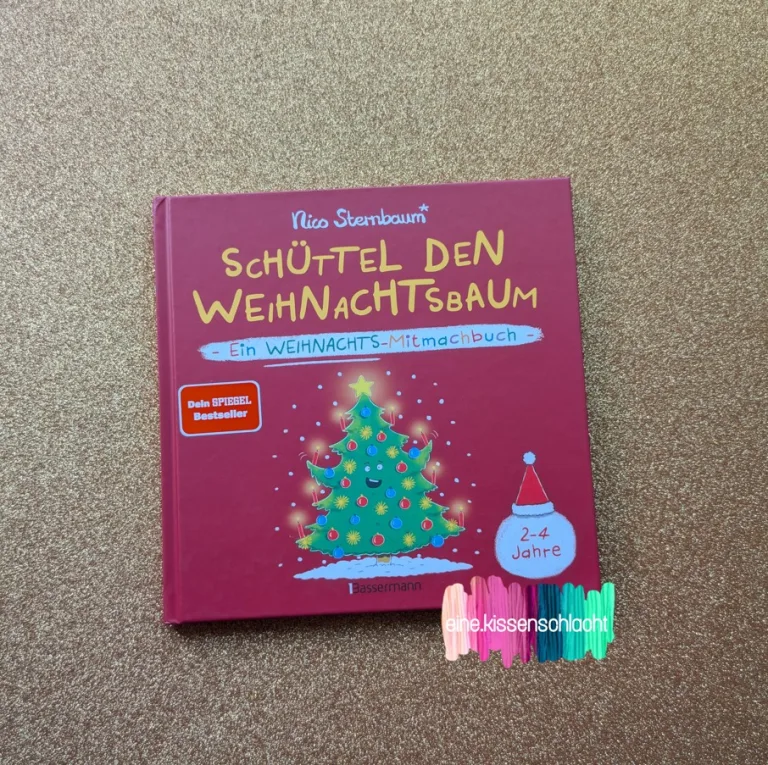 Nico Sternbaum*
SCHÜTTEL DEN
WEIHNACHTSBAUM
- Ein WEIHNACHTS-Mitmachbuch -
Dein SPIEGEL
Bestseller
2-4
Jahre
Bassermann
eine.kissenschlacht